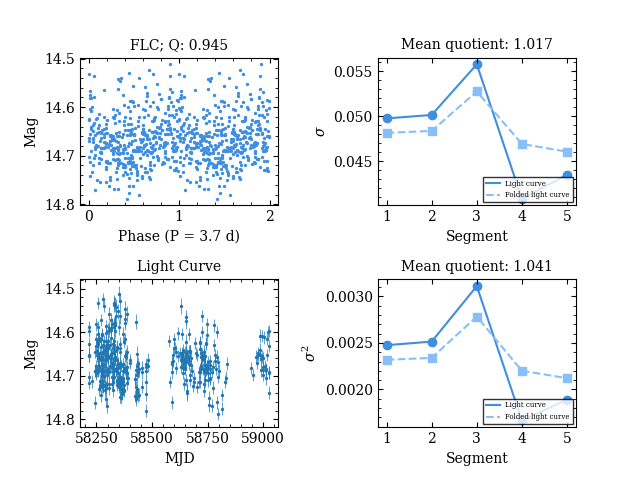 FLC; Q: 0.945
Mag
14.5
14.6
14.7
14.8
0
1
2
Phase (P = 3.7 d)
Mean quotient: 1.017
σ
0.055
0.050
0.045
Light curve
Folded light curve
1
2
3
4
5
Segment
Light Curve
Mag
14.5
14.6
14.7
14.8
58250
58500
58750
59000
MJD
Mean quotient: 1.041
σ²
0.0030
0.0025
0.0020
Light curve
Folded light curve
1
2
3
4
5
Segment